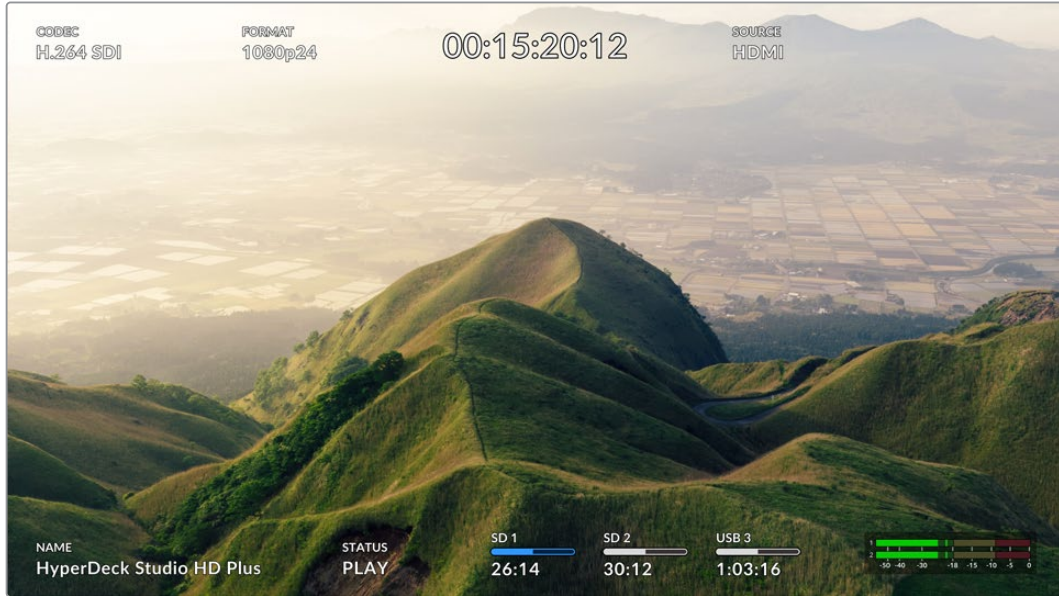 CODEC FORMAT SOURCE
H.264 SDI 1080p24 00:15:20:12 HDMI
NAME STATUS SD 1 SD 2 USB 3
HyperDeck Studio HD Plus PLAY 26:14 30:12 1:03:16
1
2
-50 -40 -30 -18 -15 -10 -5 0